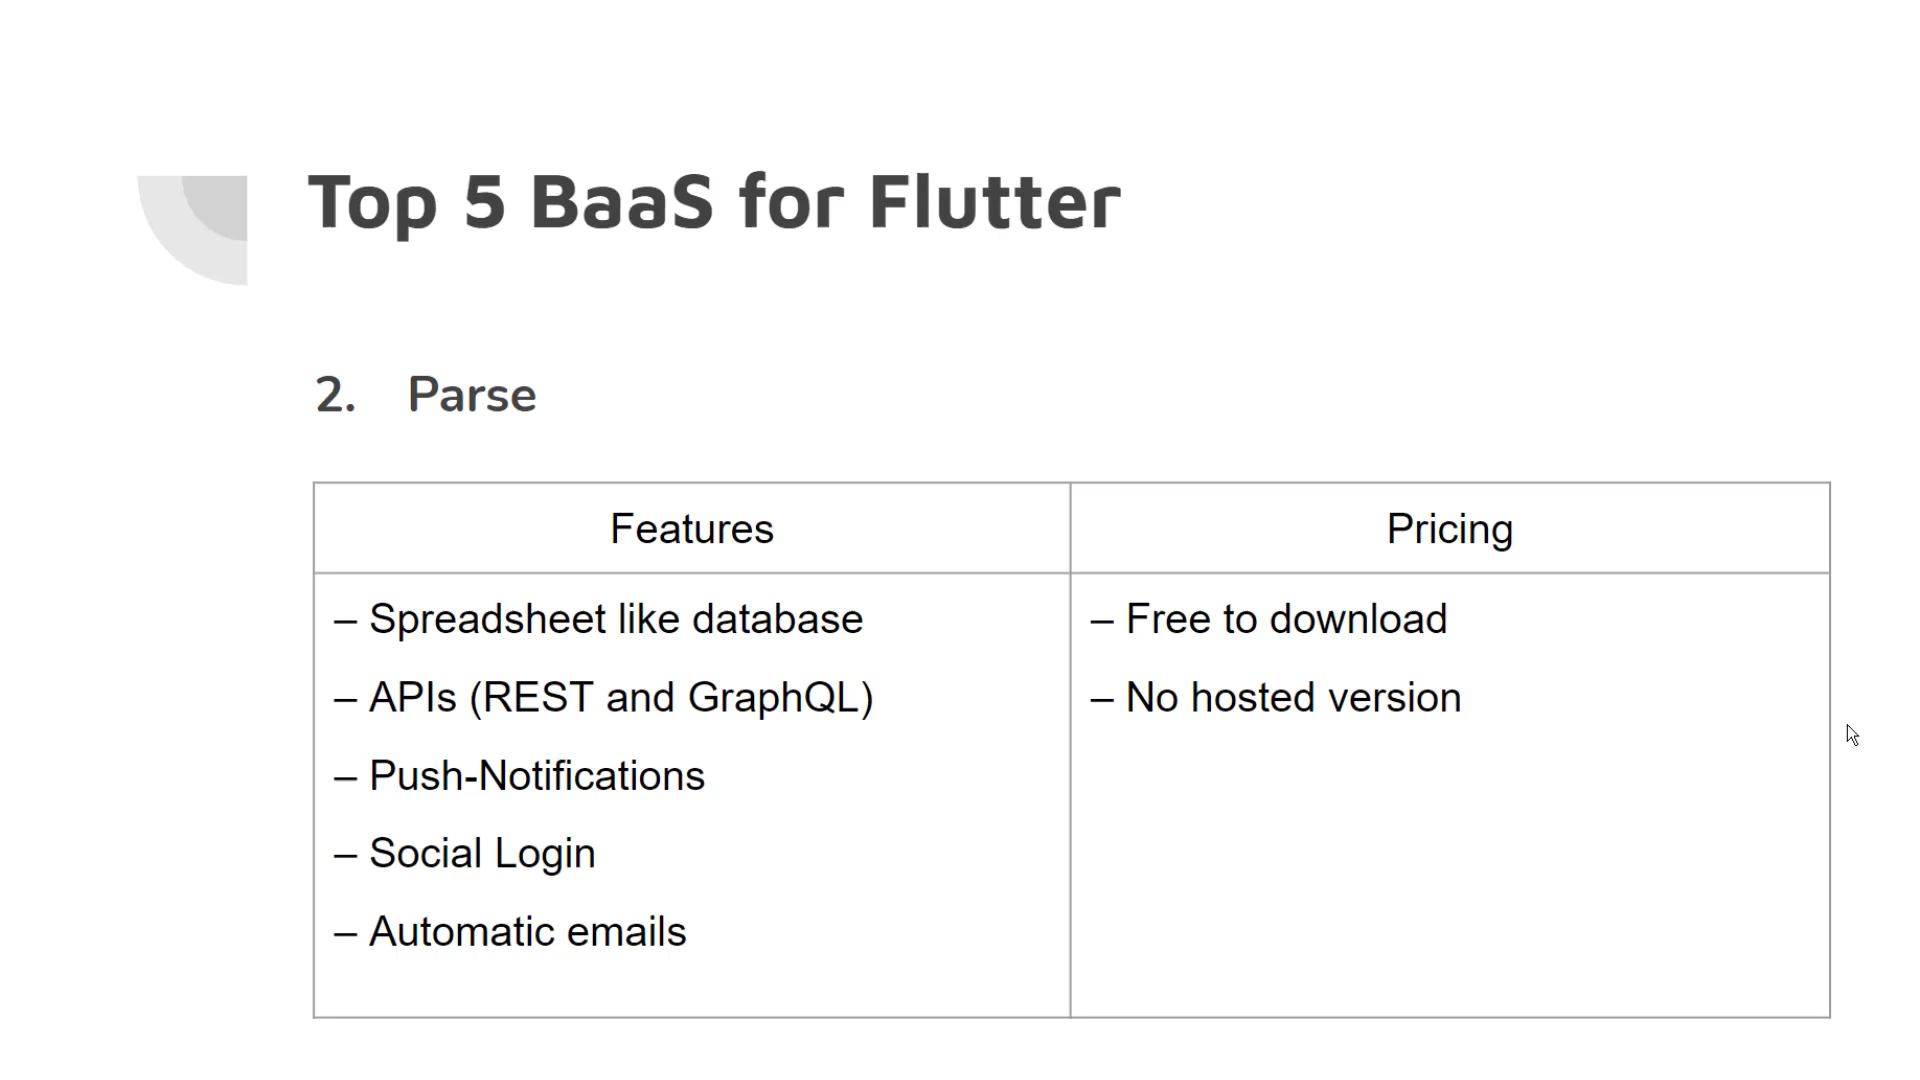 Top 5 BaaS for Flutter
2. Parse
Features
Pricing
– Spreadsheet like database
– APIs (REST and GraphQL)
– Push-Notifications
– Social Login
– Automatic emails
– Free to download
– No hosted version